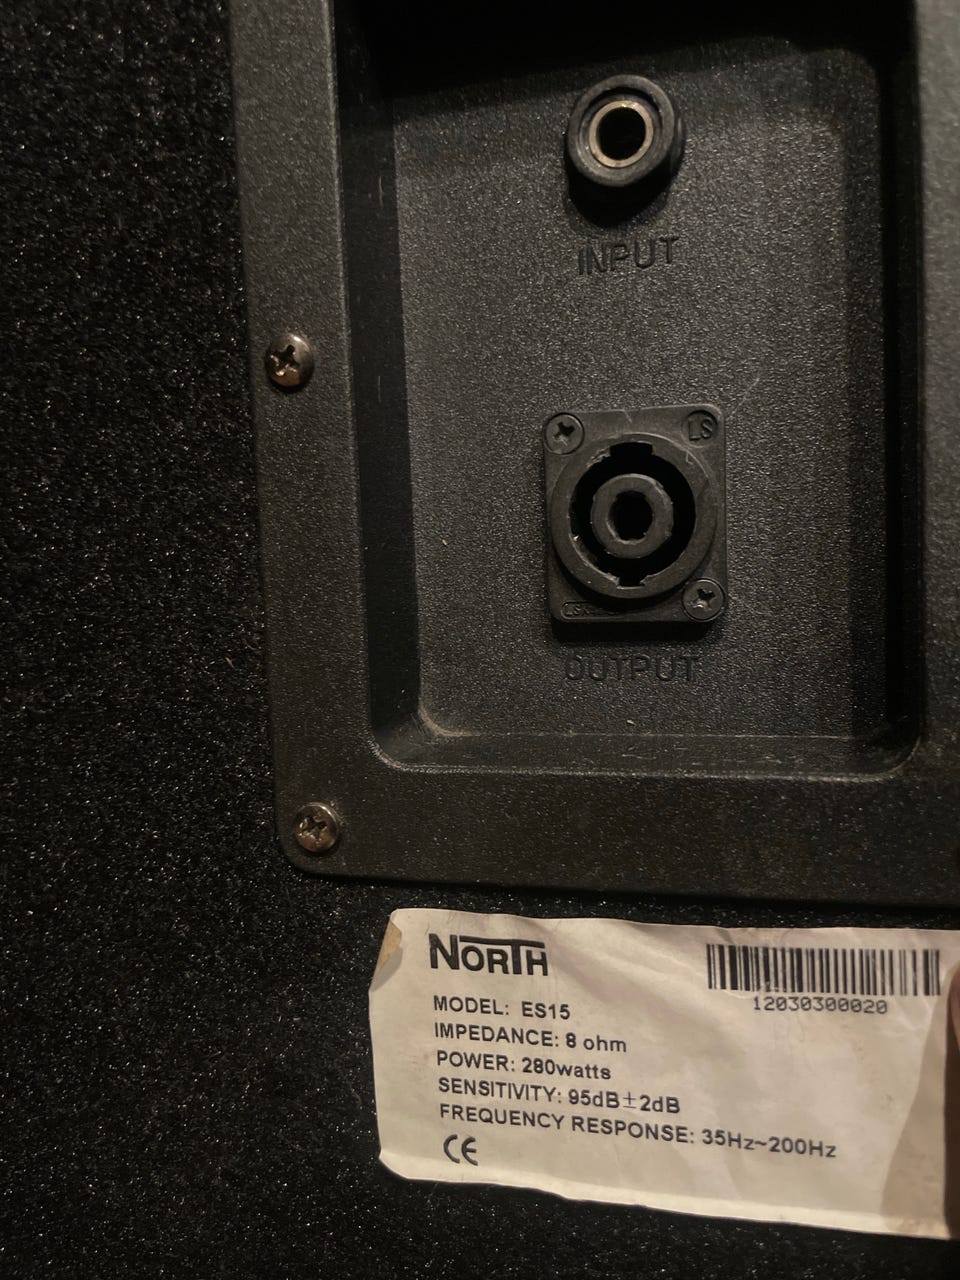 INPUT
LS
OUTPUT
NORTH
12030300020
MODEL: ES15
IMPEDANCE: 8 ohm
POWER: 280watts
SENSITIVITY: 95dB±2dB
FREQUENCY RESPONSE: 35Hz~200Hz
CE